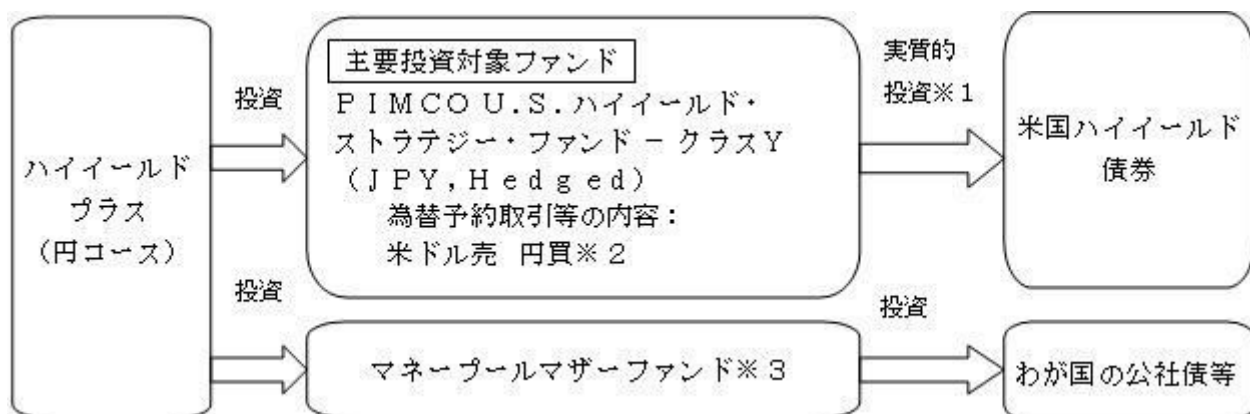 ハイイールド
プラス
(円コース)
投資
投資
主要投資対象ファンド
PIMCO U.S.ハイイールド・
ストラテジー・ファンド − クラスY
(JPY, Hedged)
為替予約取引等の内容:
米ドル売 円買※2
マネープールマザーファンド※3
実質的
投資※1
投資
米国ハイイールド
債券
わが国の公社債等